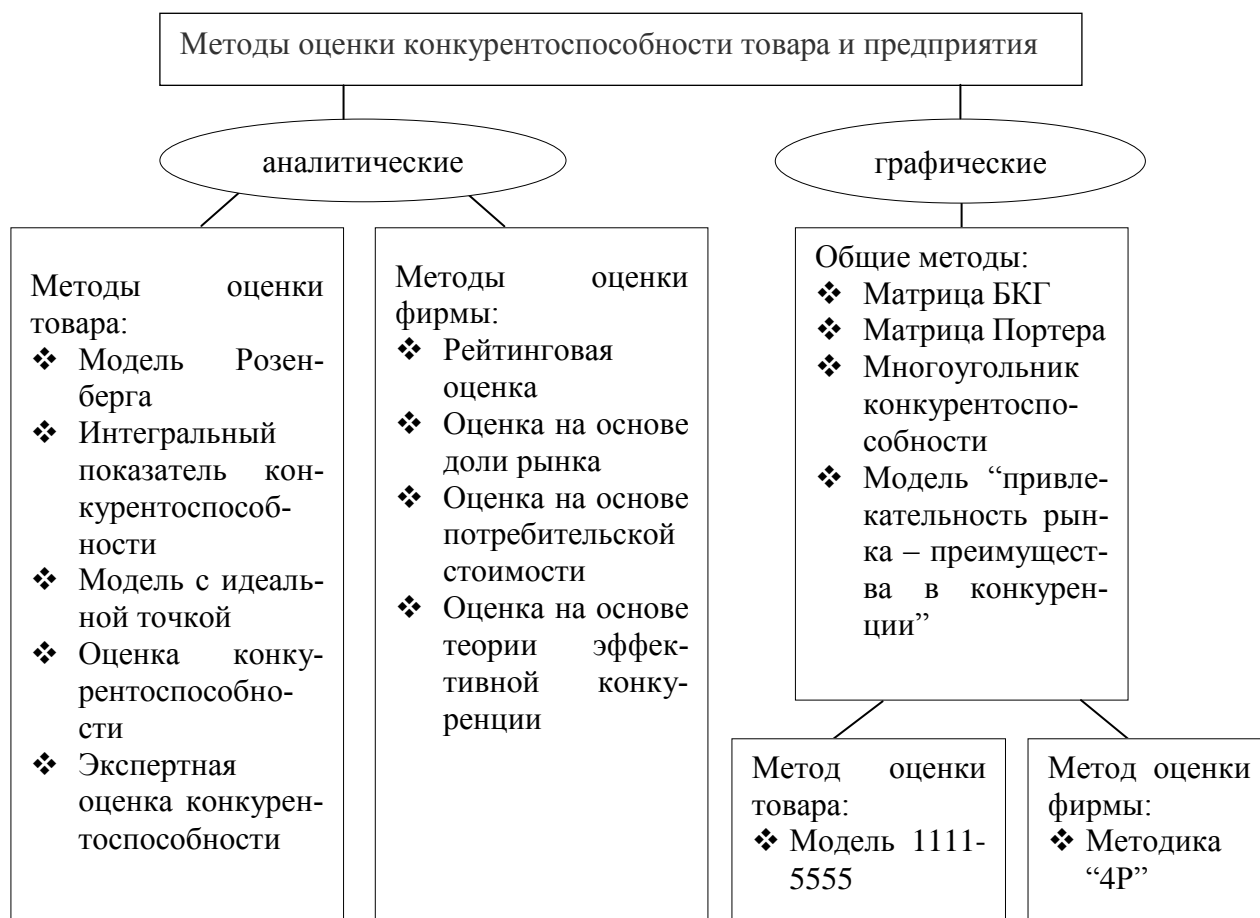 Методы оценки конкурентоспособности товара и предприятия
аналитические
графические
Методы оценки
товара:
❖ Модель Розен-
берга
❖ Интегральный
показатель кон-
курентоспособ-
ности
❖ Модель с идеаль-
ной точкой
❖ Оценка конку-
рентоспособно-
сти
❖ Экспертная
оценка конкурен-
тоспособности
Методы оценки
фирмы:
❖ Рейтинговая
оценка
❖ Оценка на основе
доли рынка
❖ Оценка на основе
потребительской
стоимости
❖ Оценка на основе
теории эффек-
тивной конку-
ренции
Общие методы:
❖ Матрица БКГ
❖ Матрица Портера
❖ Многоугольник
конкурентоспо-
собности
❖ Модель “привле-
кательность рын-
ка – преимущест-
ва в конкурен-
ции”
Метод оценки
товара:
❖ Модель 1111-
5555
Метод оценки
фирмы:
❖ Методика
“4Р”